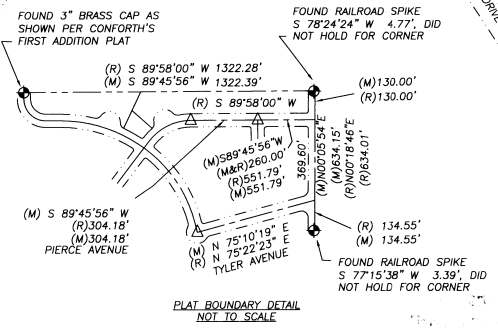 DRIVE
FOUND 3" BRASS CAP AS
SHOWN PER CONFORTH'S
FIRST ADDITION PLAT
FOUND RAILROAD SPIKE
S 78°24'24" W 4.77', DID
NOT HOLD FOR CORNER
(R) S 89°58'00" W 1322.28'
(M) S 89°45'56" W 1322.39'
(M)130.00'
(R)130.00'
(R) S 89°58'00" W
(M)S89°45'56"W
(M&R)260.00'
(R)551.79'
(M)551.79'
369.60'
(M)N00°05'54"E
(M)634.15'
(R)N00°18'46"E
(R)634.01'
(M) S 89°45'56" W
(R)304.18'
(M)304.18'
PIERCE AVENUE
(M) N 75°10'19" E
(R) N 75°22'23" E
TYLER AVENUE
(R) 134.55'
(M) 134.55'
FOUND RAILROAD SPIKE
S 77°15'38" W 3.39', DID
NOT HOLD FOR CORNER
PLAT BOUNDARY DETAIL
NOT TO SCALE